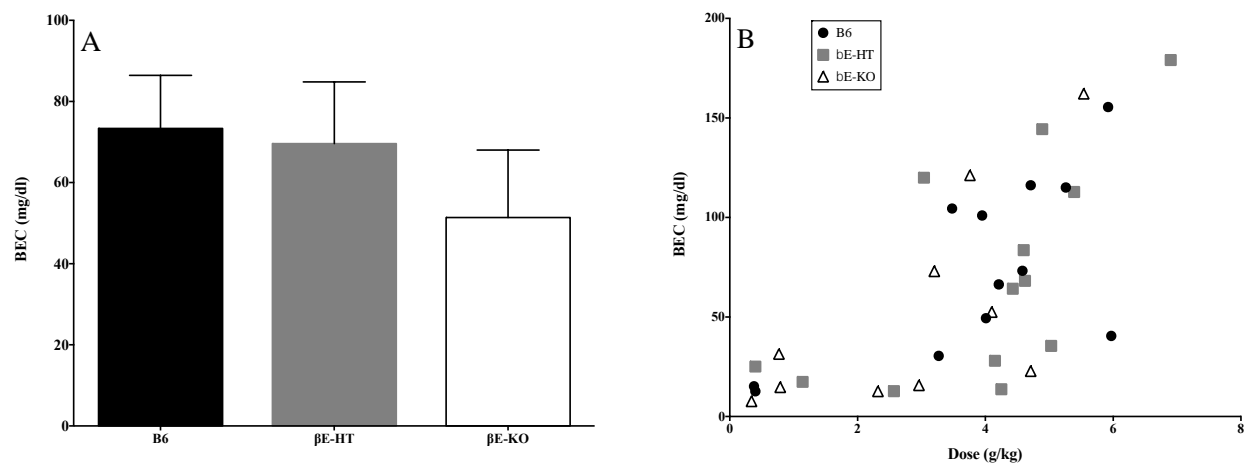 A
100
80
60
40
20
0
BEC (mg/dl)
B6
βE-HT
βE-KO
B
200
150
100
50
0
BEC (mg/dl)
B6
bE-HT
bE-KO
0 2 4 6 8
Dose (g/kg)